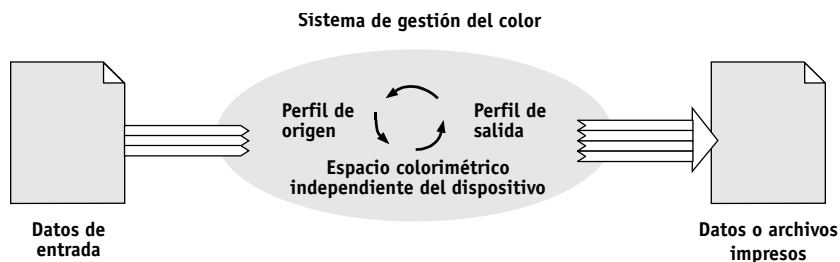 Sistema de gestión del color
Perfil de
origen
Perfil de
salida
Espacio colorimétrico
independiente del dispositivo
Datos de
entrada
Datos o archivos
impresos